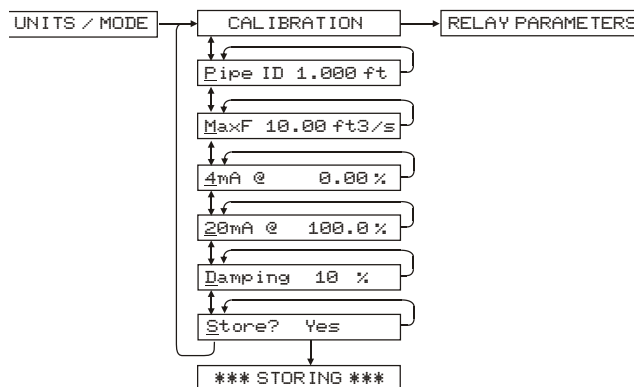 UNITS / MODE
CALIBRATION
RELAY PARAMETERS
Pipe ID 1.000 ft
MaxF 10.00 ft3/s
4mA @ 0.00 %
20mA @ 100.0 %
Damping 10 %
Store? Yes
*** STORING ***